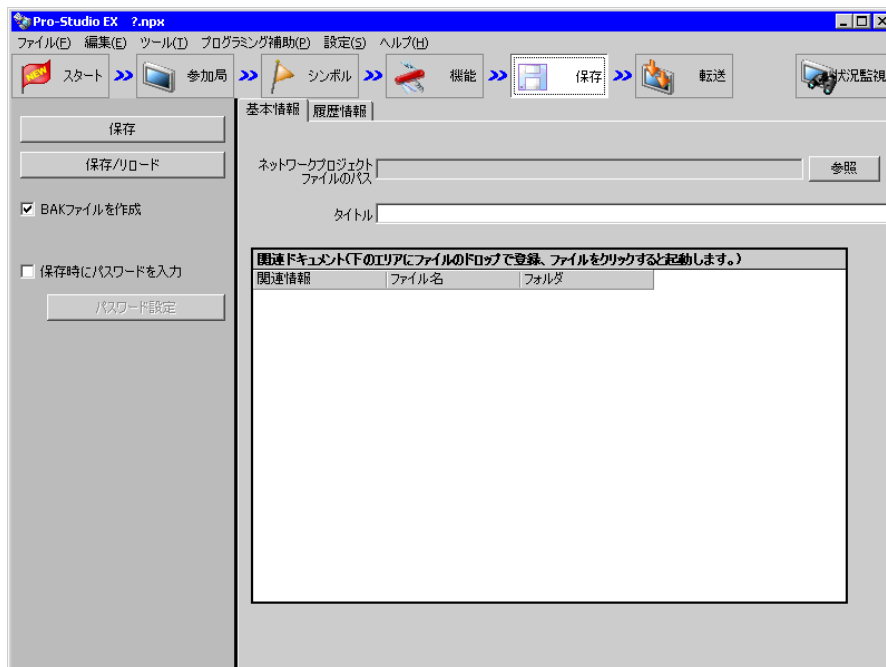 Pro-Studio EX ?.npx
ファイル(F) 編集(E) ツール(T) プログラミング補助(P) 設定(S) ヘルプ(H)
NEW スタート 参加局 シンボル 機能 保存 転送 状況監視
基本情報 履歴情報
保存
保存/リロード
ネットワークプロジェクト
ファイルのパス
参照
BAKファイルを作成
タイトル
関連ドキュメント(下のエリアにファイルのドロップで登録、ファイルをクリックすると起動します。)
関連情報 ファイル名 フォルダ
保存時にパスワードを入力
パスワード設定